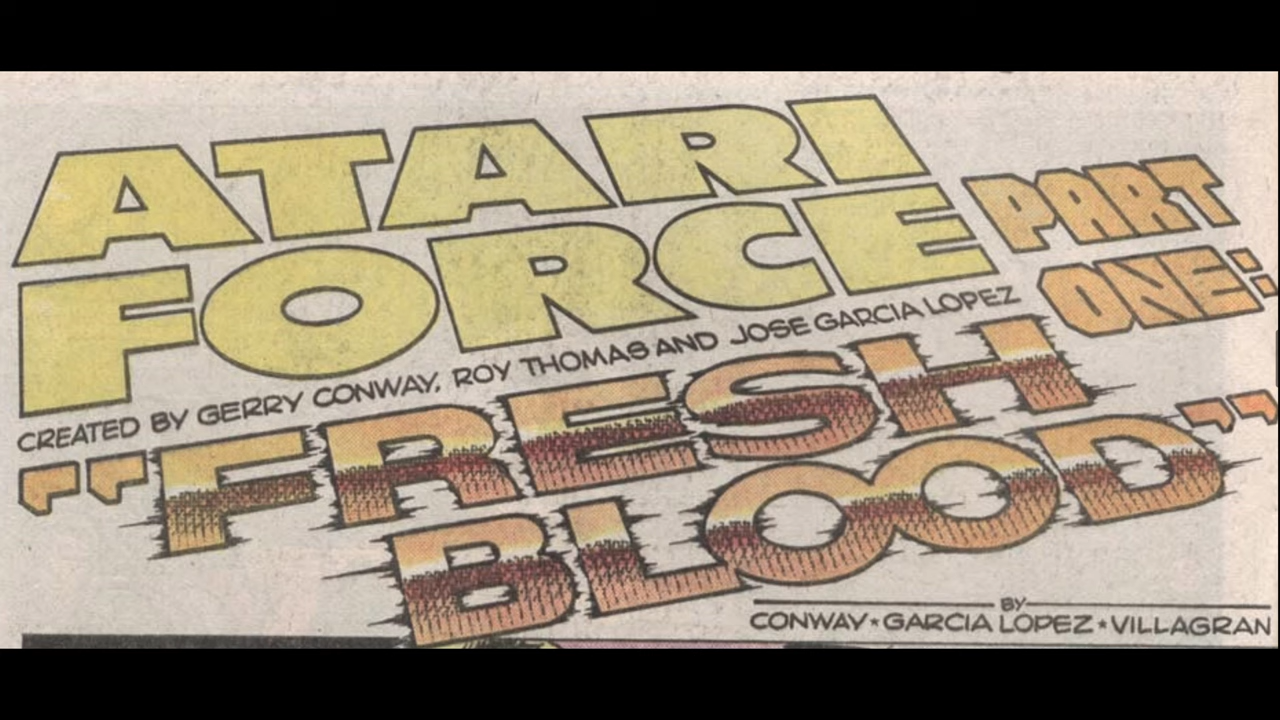 ATARI
FORCE
PART
ONE:
CREATED BY GERRY CONWAY, ROY THOMAS AND JOSE GARCIA LOPEZ
"FRESH
BLOOD"
BY
CONWAY★GARCIA LOPEZ★VILLAGRAN